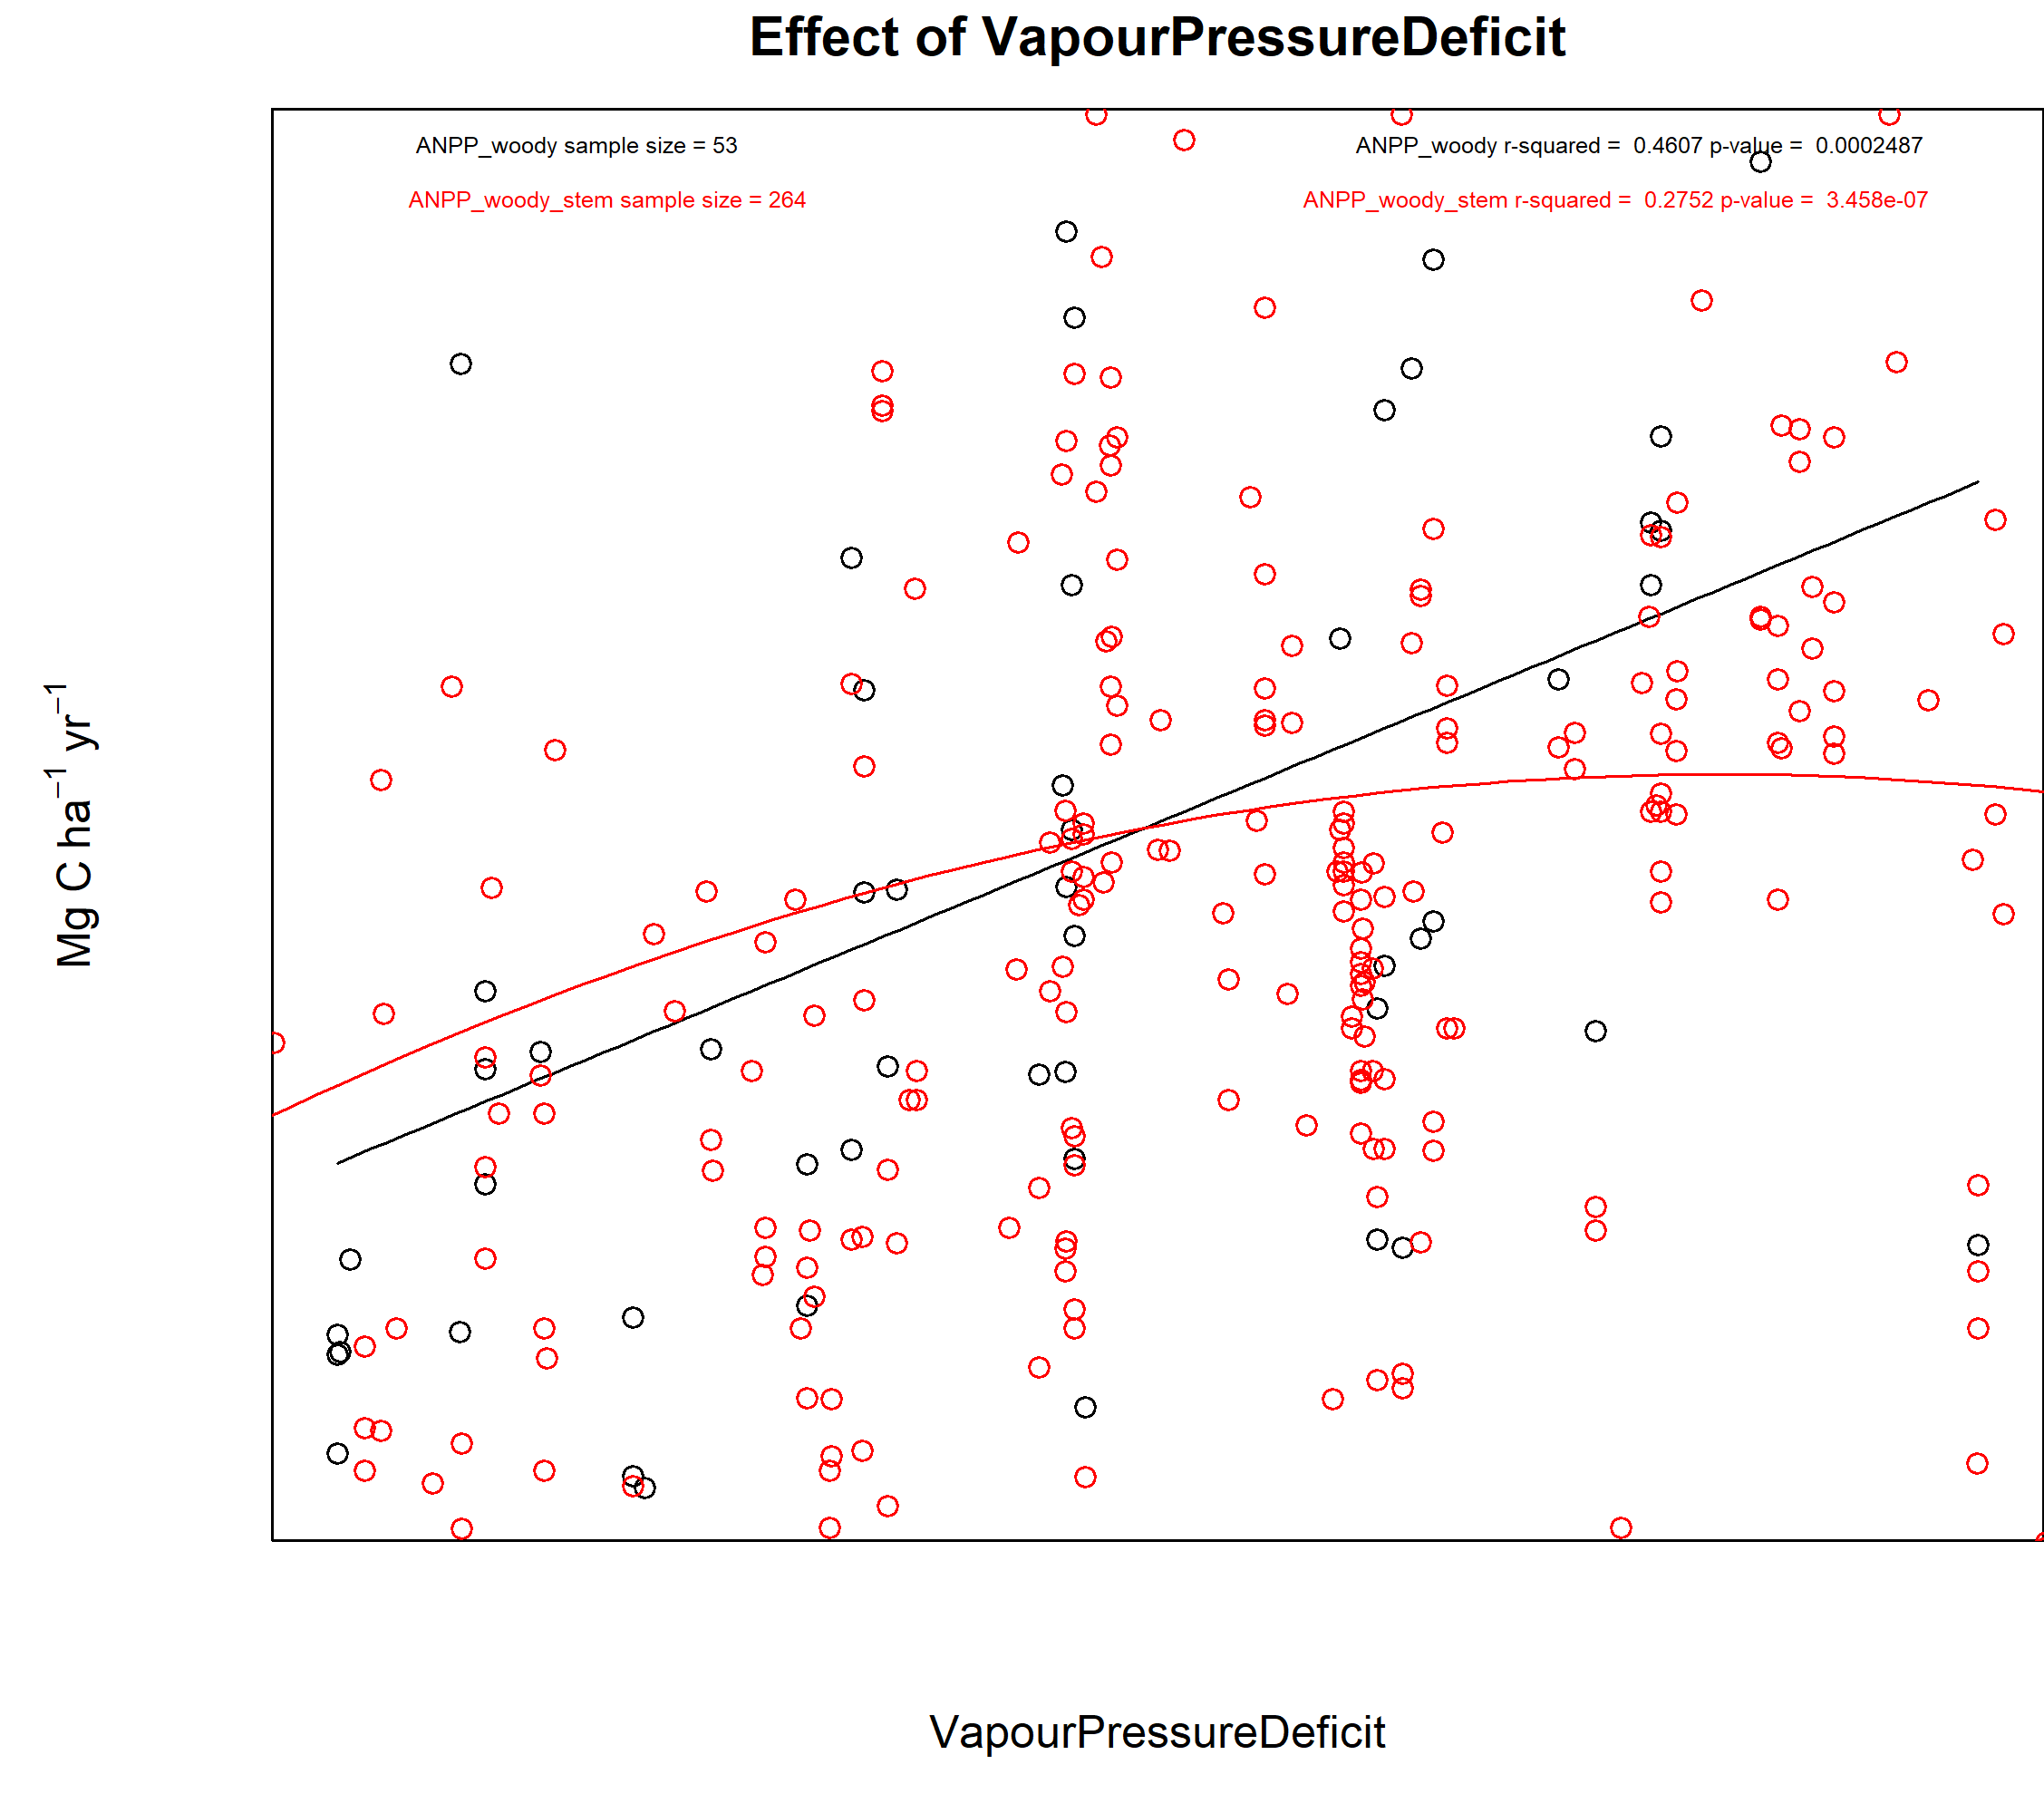 Effect of VapourPressureDeficit
ANPP_woody sample size = 53
ANPP_woody r-squared =  0.4607 p-value =  0.0002487
ANPP_woody_stem sample size = 264
ANPP_woody_stem r-squared =  0.2752 p-value =  3.458e-07
Mg C ha⁻¹ yr⁻¹
VapourPressureDeficit